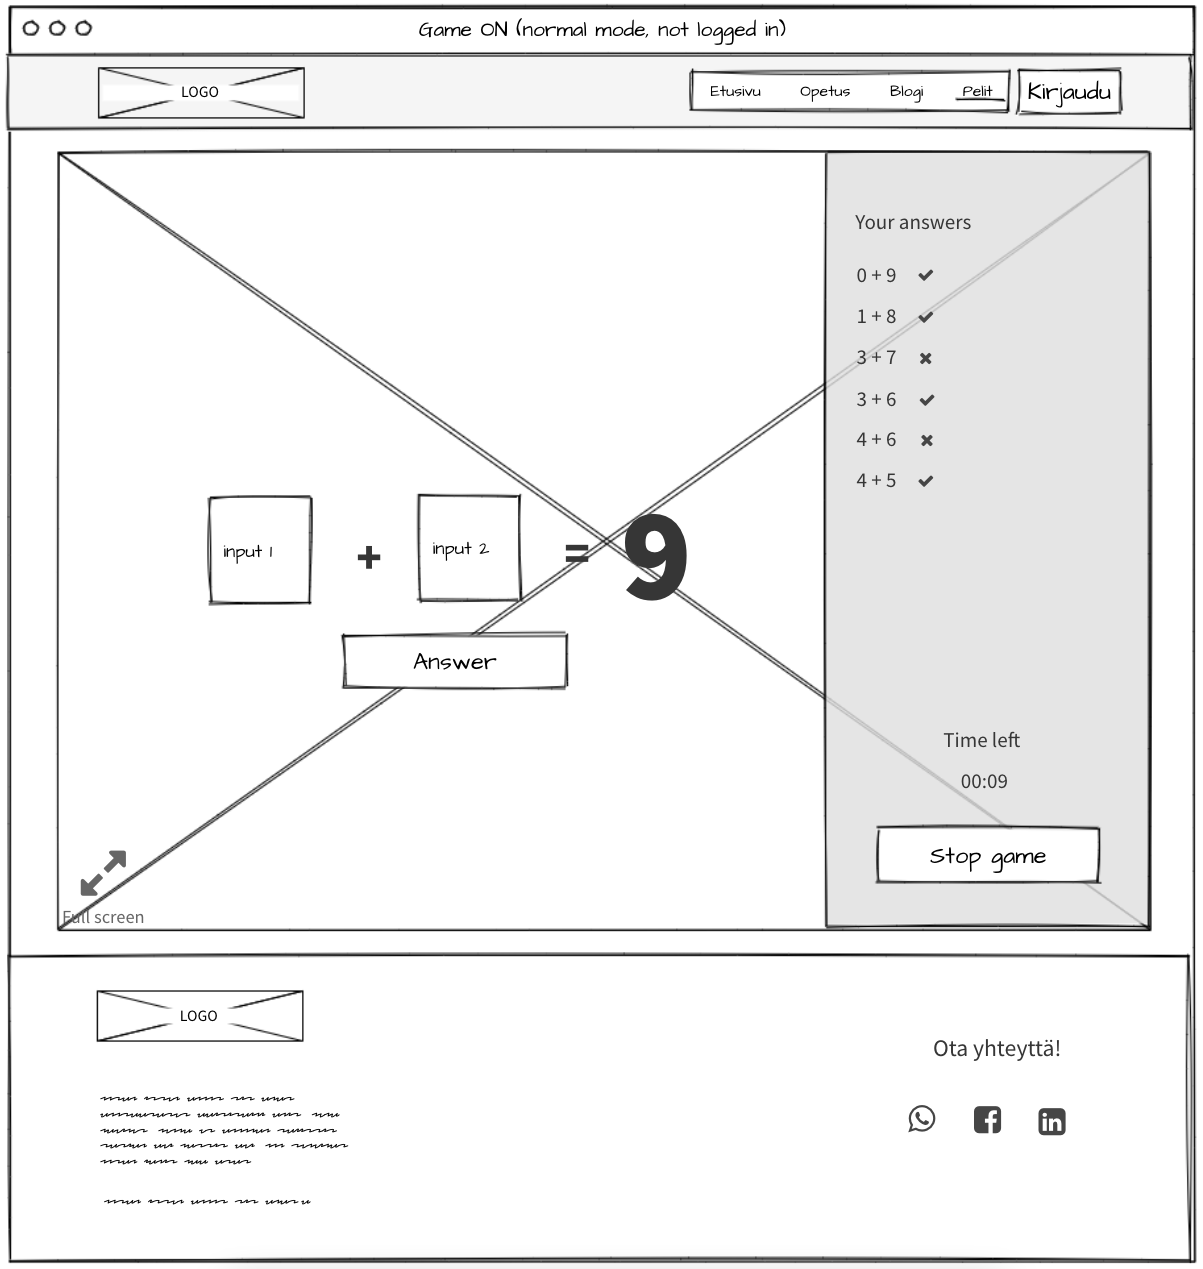 Game ON (normal mode, not logged in)
LOGO
Etusivu Opetus Blogi Pelit
Kirjaudu
Your answers
0 + 9
1 + 8
3 + 7
3 + 6
4 + 6
4 + 5
input 1 + input 2 = 9
Answer
Time left
00:09
Stop game
Full screen
LOGO
Ota yhteyttä!